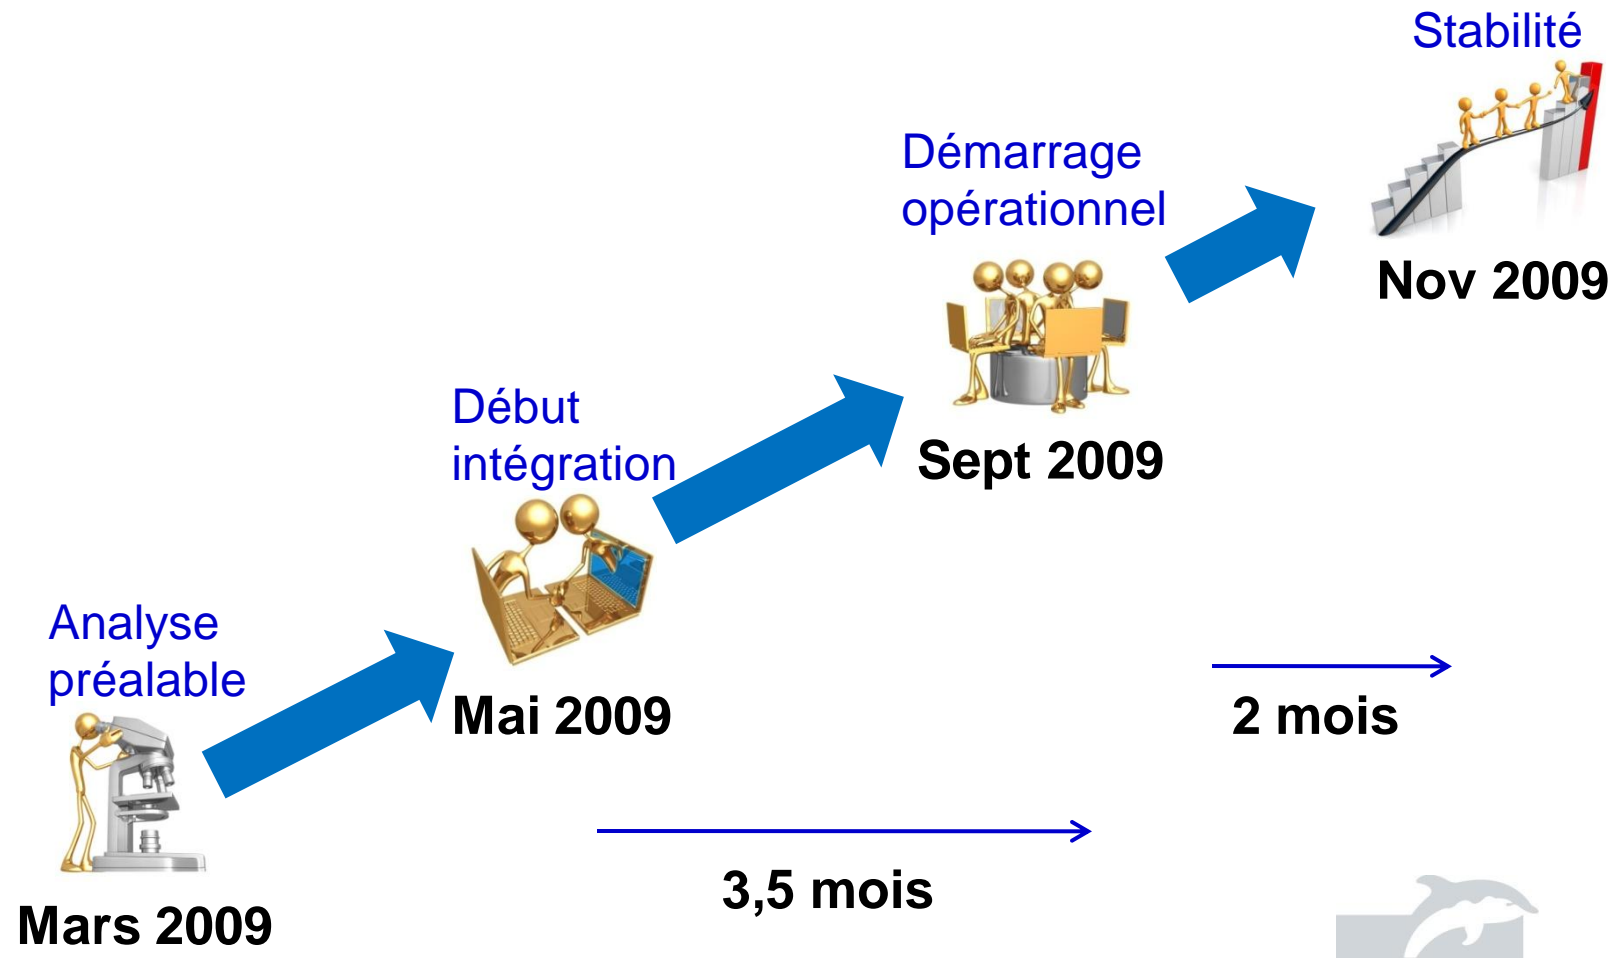 Stabilité
Nov 2009
Démarrage
opérationnel
Sept 2009
Début
intégration
Mai 2009
Analyse
préalable
Mars 2009
2 mois
3,5 mois